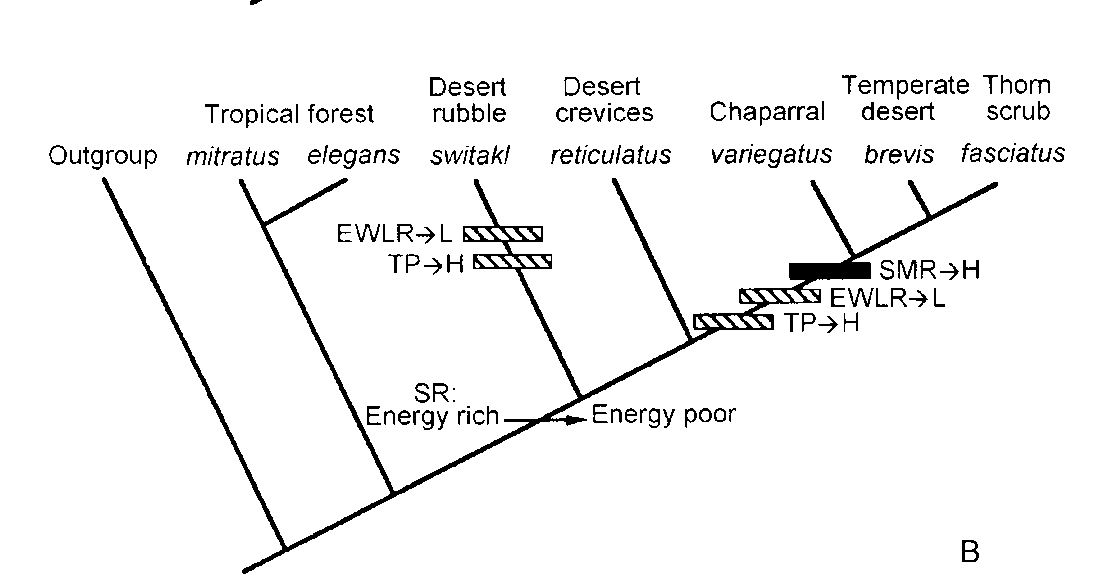 Desert Desert Temperate Thorn
Tropical forest rubble crevices Chaparral desert scrub
Outgroup mitratus elegans switakl reticulatus variegatus brevis fasciatus
EWLR→L
TP→H
SMR→H
EWLR→L
TP→H
SR:
Energy rich → Energy poor
B